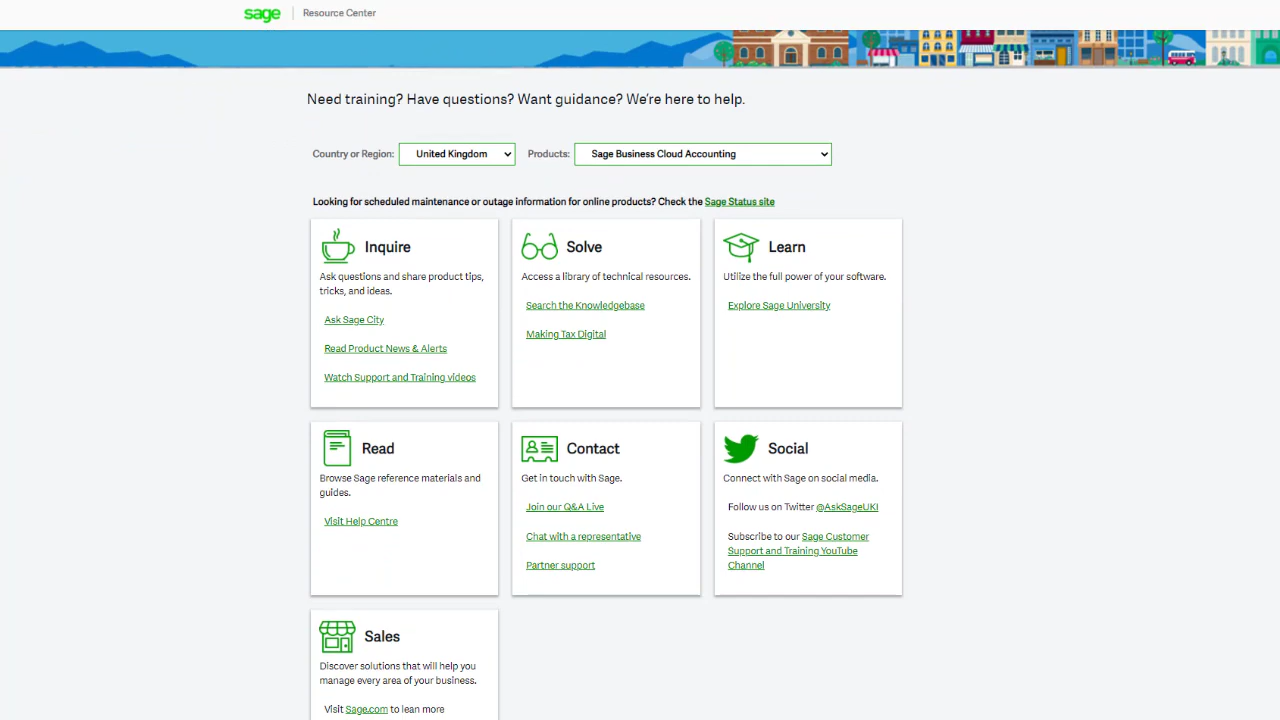 sage Resource Center
Need training? Have questions? Want guidance? We're here to help.
Country or Region: United Kingdom Products: Sage Business Cloud Accounting
Looking for scheduled maintenance or outage information for online products? Check the Sage Status site
Inquire
Ask questions and share product tips,
tricks, and ideas.
Ask Sage City
Read Product News & Alerts
Watch Support and Training videos
Solve
Access a library of technical resources.
Search the Knowledgebase
Making Tax Digital
Learn
Utilize the full power of your software.
Explore Sage University
Read
Browse Sage reference materials and
guides.
Visit Help Centre
Contact
Get in touch with Sage.
Join our Q&A Live
Chat with a representative
Partner support
Social
Connect with Sage on social media.
Follow us on Twitter @AskSageUKI
Subscribe to our Sage Customer
Support and Training YouTube
Channel
Sales
Discover solutions that will help you
manage every area of your business.
Visit Sage.com to lean more